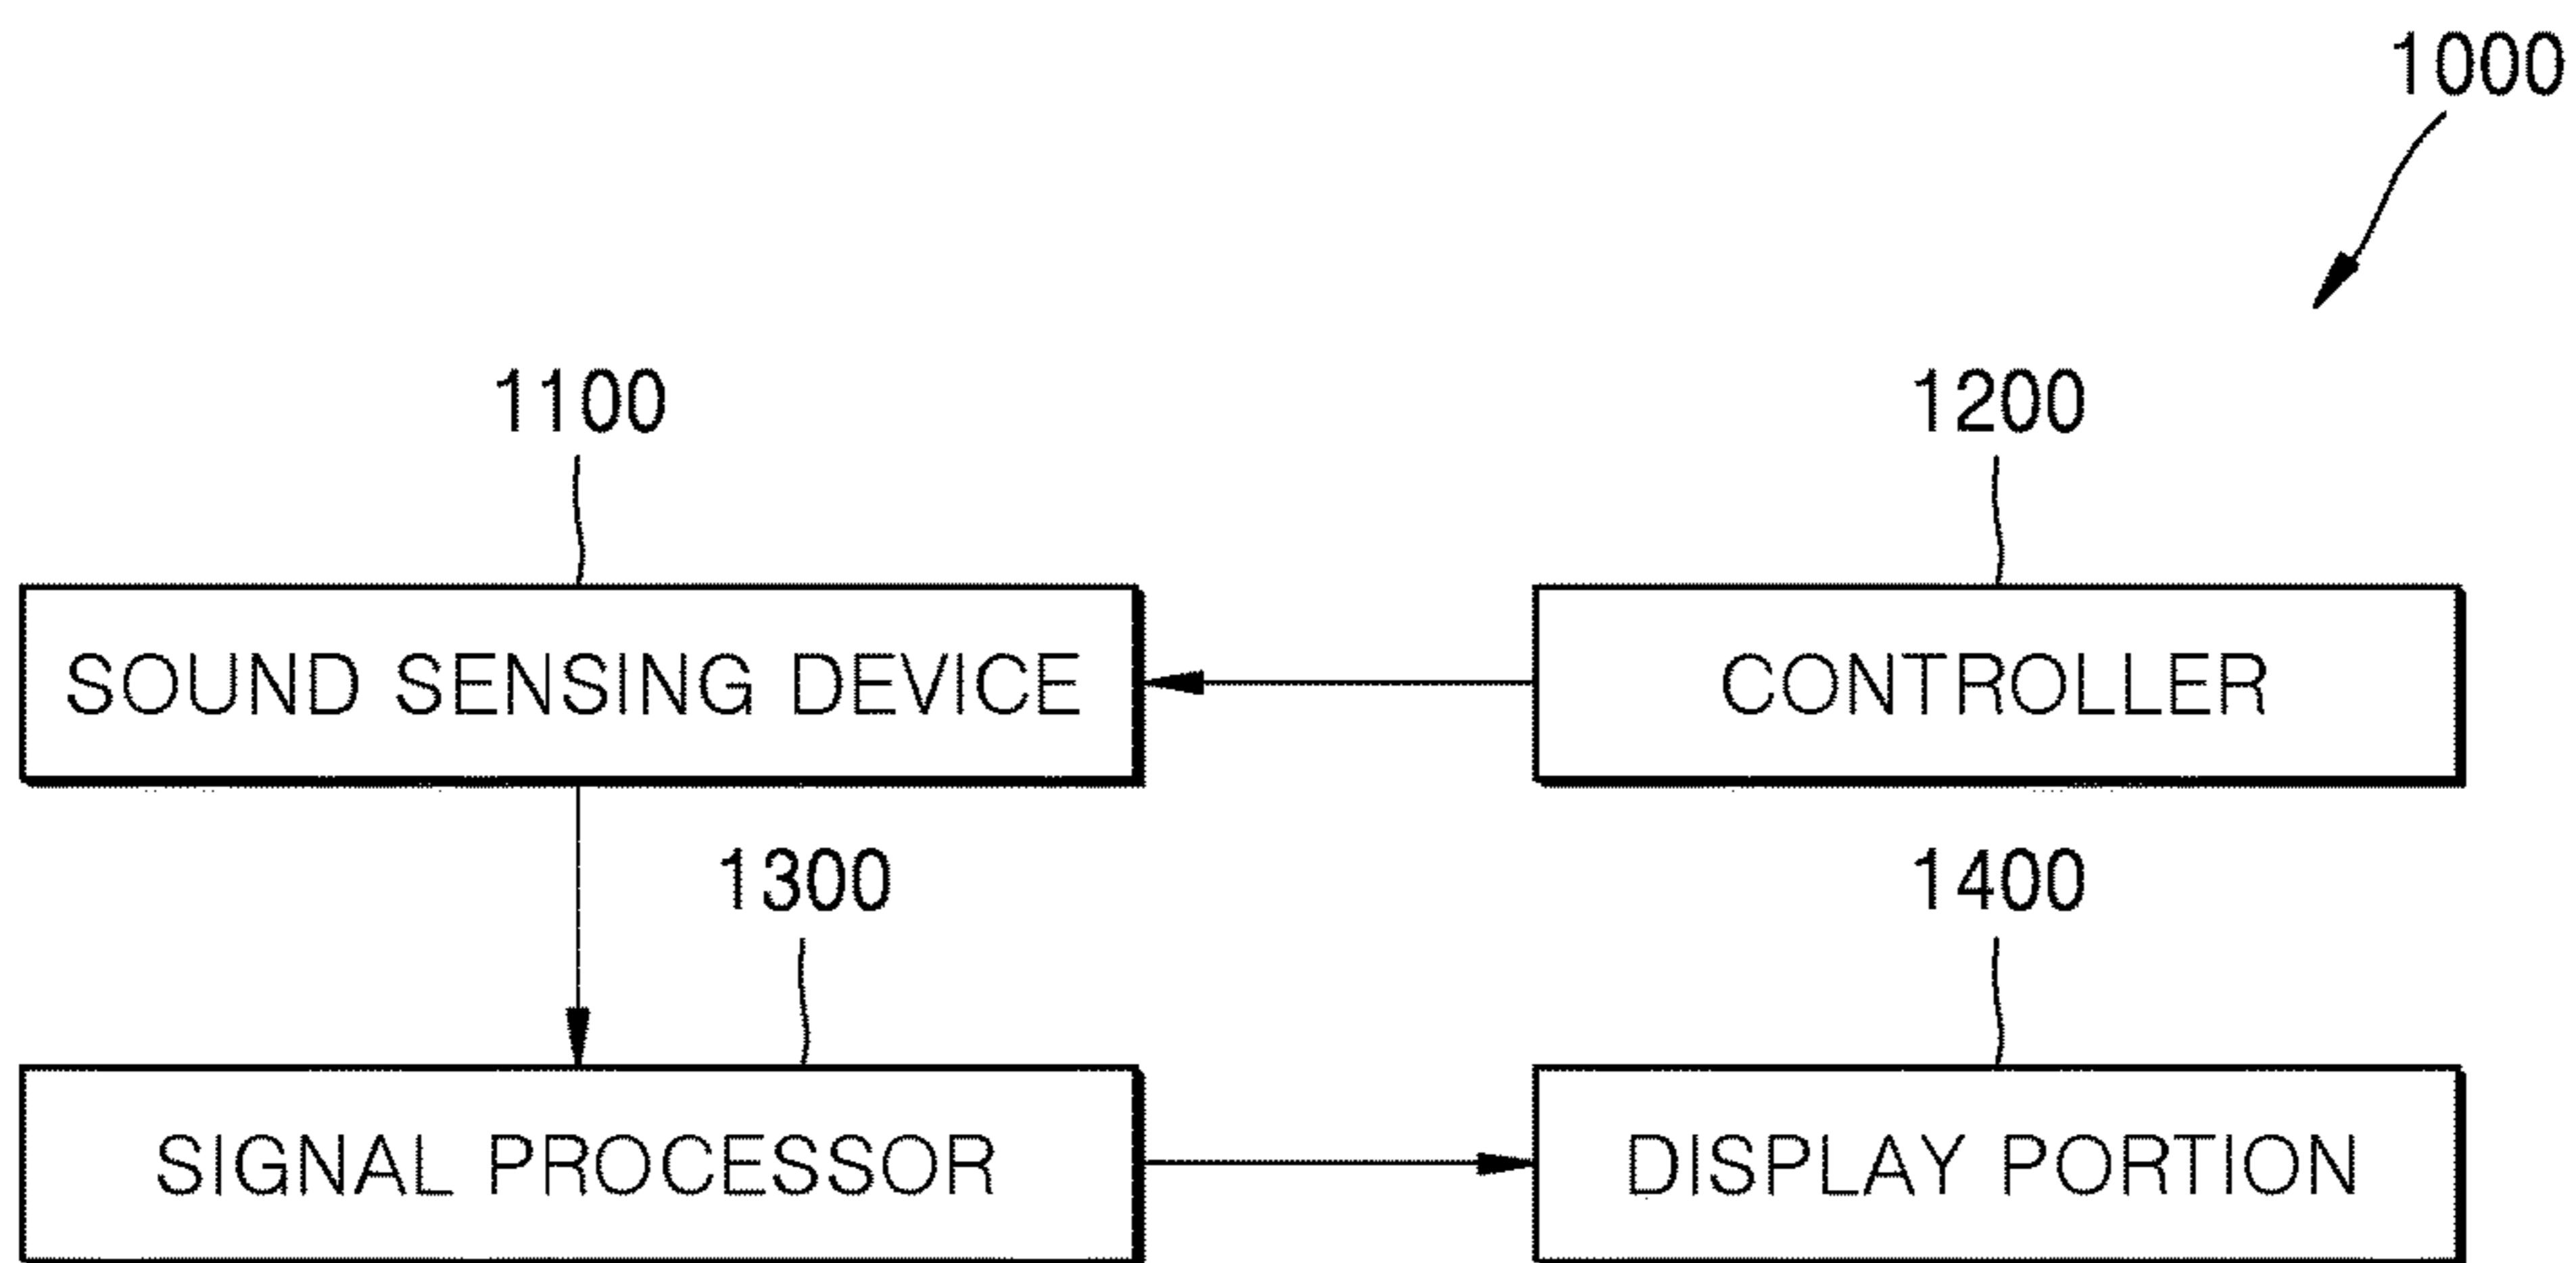 1000
1100
1200
SOUND SENSING DEVICE
CONTROLLER
1300
1400
SIGNAL PROCESSOR
DISPLAY PORTION